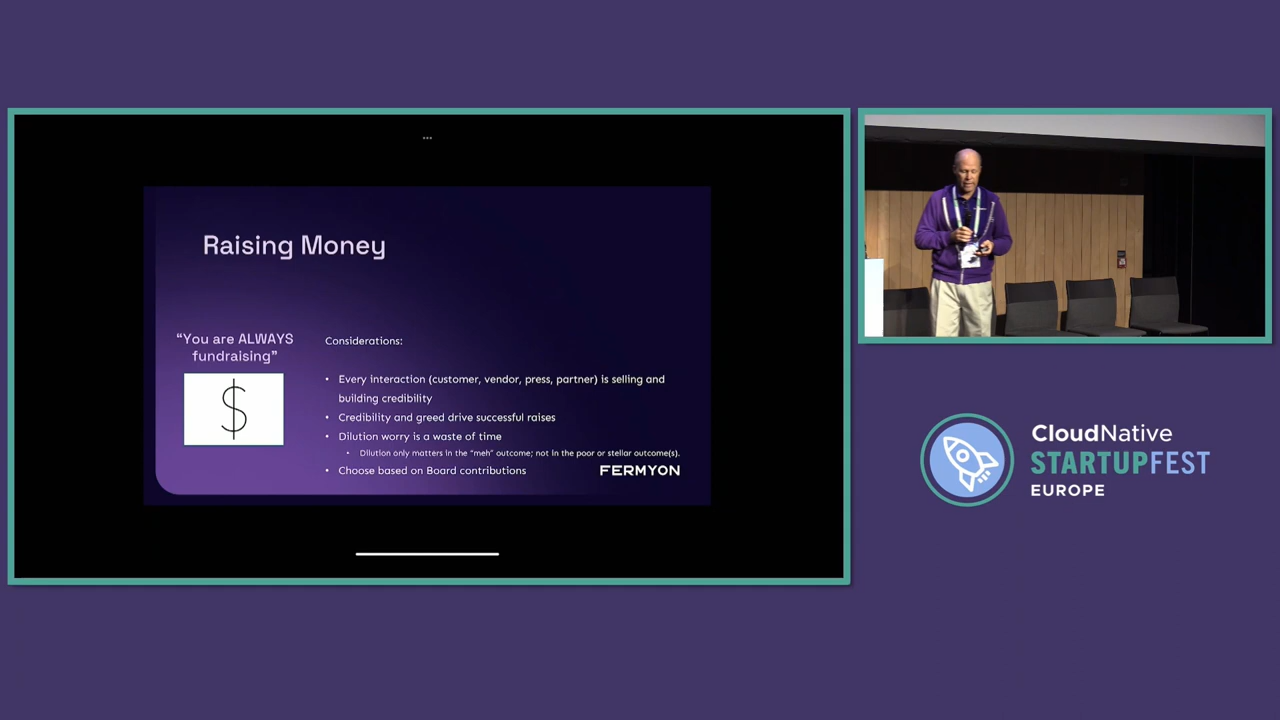 Raising Money
“You are ALWAYS
fundraising”
$
Considerations:
• Every interaction (customer, vendor, press, partner) is selling and
building credibility
• Credibility and greed drive successful raises
• Dilution worry is a waste of time
• Dilution only matters in the “meh” outcome; not in the poor or stellar outcome(s).
• Choose based on Board contributions
FERMYON
CloudNative
STARTUPFEST
EUROPE